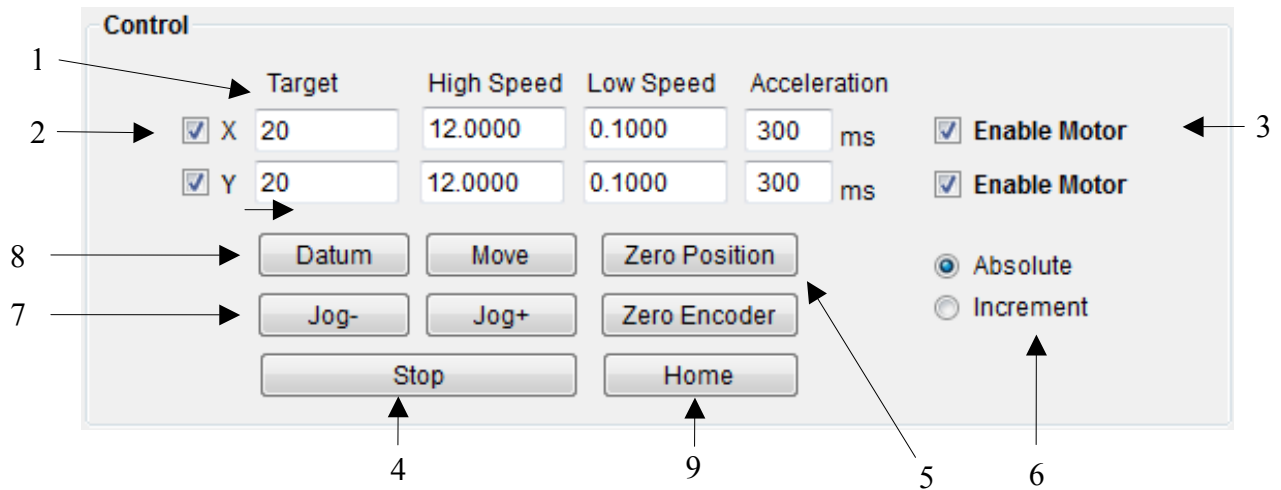 Control
1
Target High Speed Low Speed Acceleration
2 X 20 12.0000 0.1000 300 ms Enable Motor 3
Y 20 12.0000 0.1000 300 ms Enable Motor
8 Datum Move Zero Position Absolute
7 Jog- Jog+ Zero Encoder Increment
Stop Home
4 9 5 6